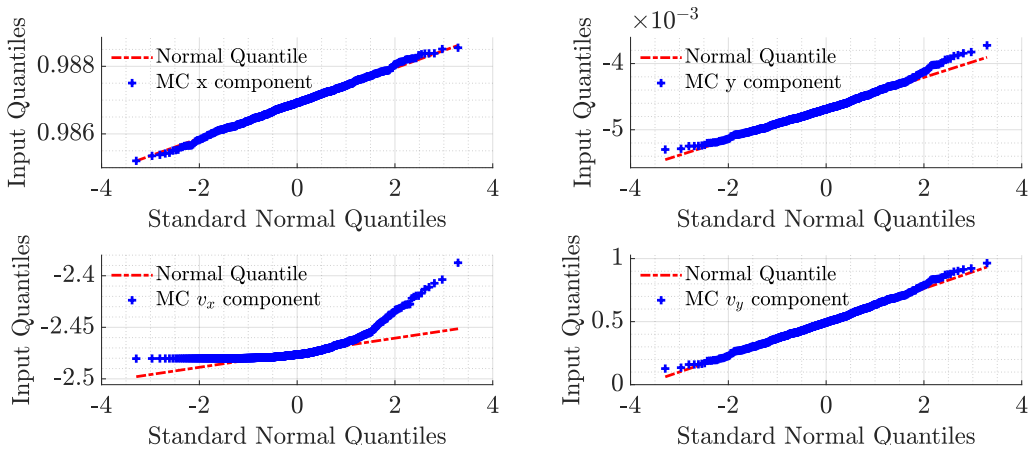 Input Quantiles
0.988
0.986
Normal Quantile
MC x component
-4 -2 0 2 4
Standard Normal Quantiles
×10⁻³
Input Quantiles
-4
-5
Normal Quantile
MC y component
-4 -2 0 2 4
Standard Normal Quantiles
Input Quantiles
-2.4
-2.45
-2.5
Normal Quantile
MC vₓ component
-4 -2 0 2 4
Standard Normal Quantiles
Input Quantiles
1
0.5
0
Normal Quantile
MC v_y component
-4 -2 0 2 4
Standard Normal Quantiles